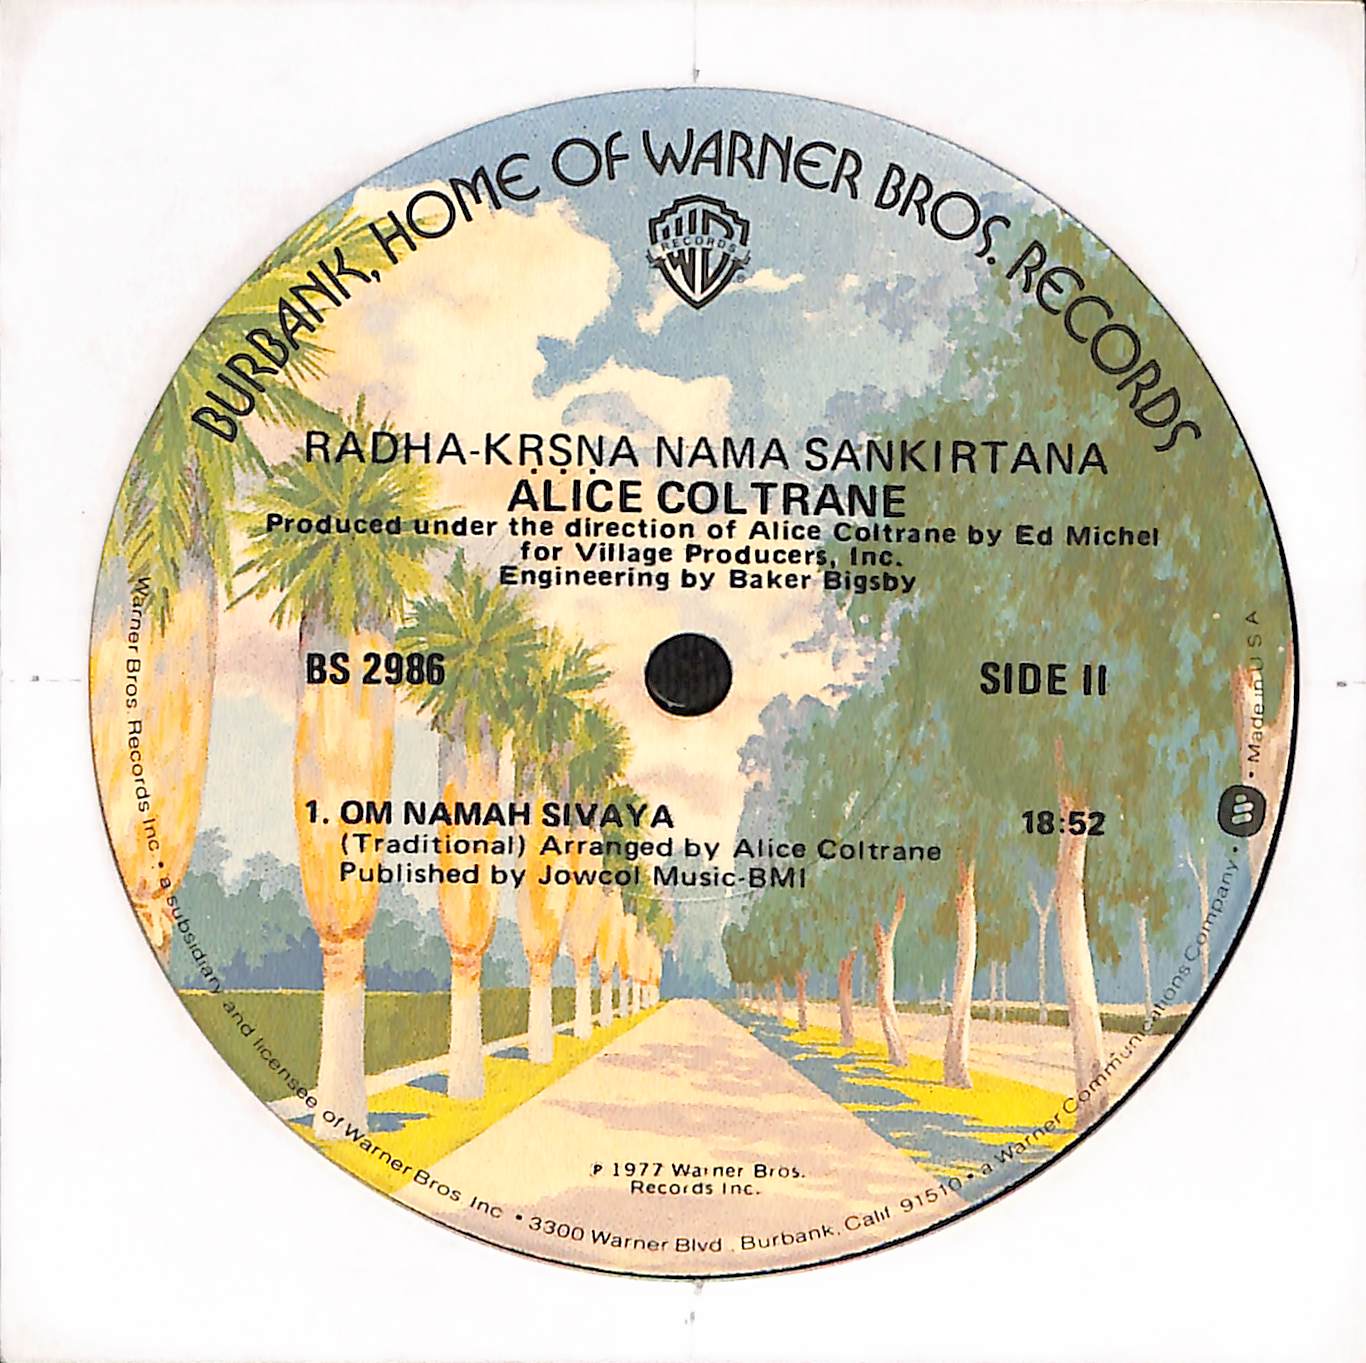 BURBANK, HOME OF WARNER BROS. RECORDS
RECORDS
RADHA-KṚṢṆA NAMA SANKIRTANA
ALICE COLTRANE
Produced under the direction of Alice Coltrane by Ed Michel
for Village Producers, Inc.
Engineering by Baker Bigsby
BS 2986
SIDE II
1. OM NAMAH SIVAYA 18:52
(Traditional) Arranged by Alice Coltrane
Published by Jowcol Music-BMI
℗ 1977 Warner Bros.
Records Inc.
Warner Bros. Records Inc. • a subsidiary and licensee of Warner Bros Inc • 3300 Warner Blvd., Burbank, Calif 91510 • a Warner Communications Company • Made in U S A